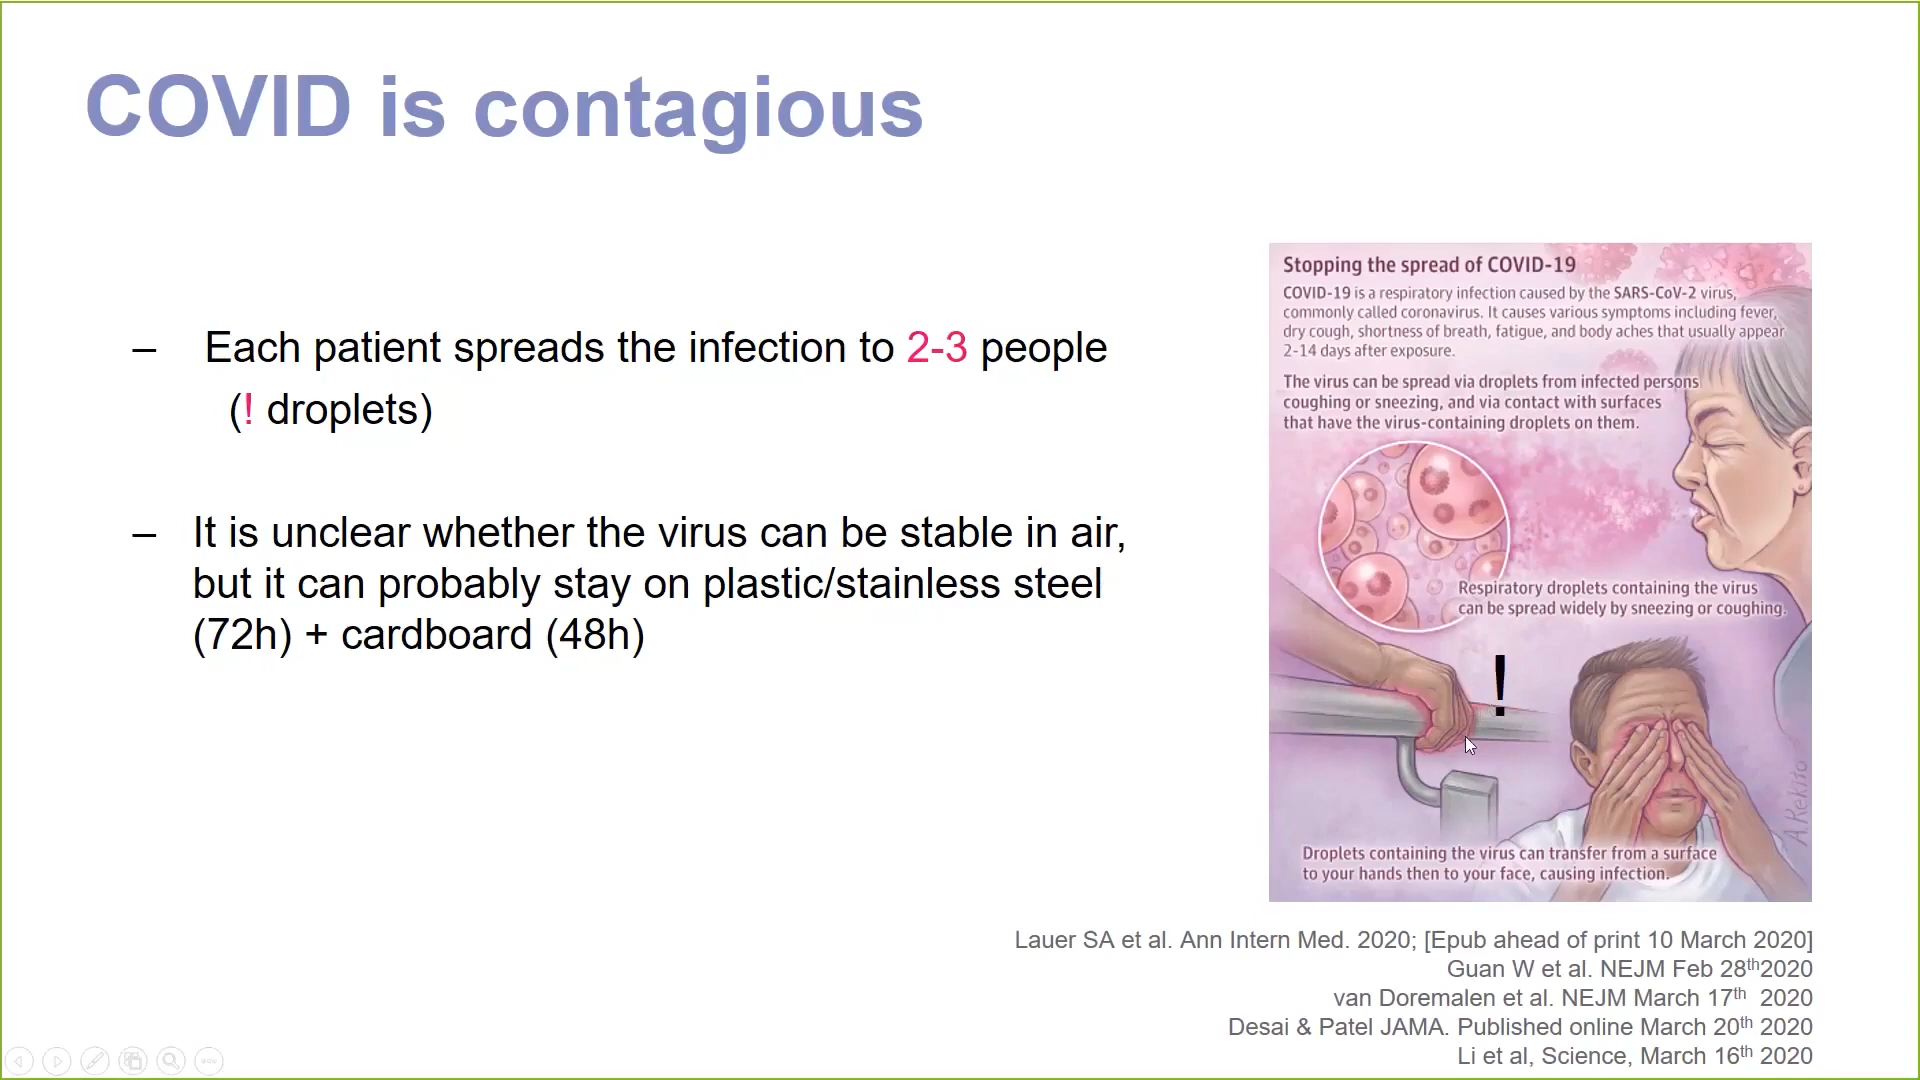 COVID is contagious
– Each patient spreads the infection to 2-3 people
(! droplets)
– It is unclear whether the virus can be stable in air,
but it can probably stay on plastic/stainless steel
(72h) + cardboard (48h)
Stopping the spread of COVID-19
COVID-19 is a respiratory infection caused by the SARS-CoV-2 virus,
commonly called coronavirus. It causes various symptoms including fever,
dry cough, shortness of breath, fatigue, and body aches that usually appear
2-14 days after exposure.
The virus can be spread via droplets from infected persons
coughing or sneezing, and via contact with surfaces
that have the virus-containing droplets on them.
Respiratory droplets containing the virus
can be spread widely by sneezing or coughing.
!
A. Rekito
Droplets containing the virus can transfer from a surface
to your hands then to your face, causing infection.
Lauer SA et al. Ann Intern Med. 2020; [Epub ahead of print 10 March 2020]
Guan W et al. NEJM Feb 28th2020
van Doremalen et al. NEJM March 17th 2020
Desai & Patel JAMA. Published online March 20th 2020
Li et al, Science, March 16th 2020